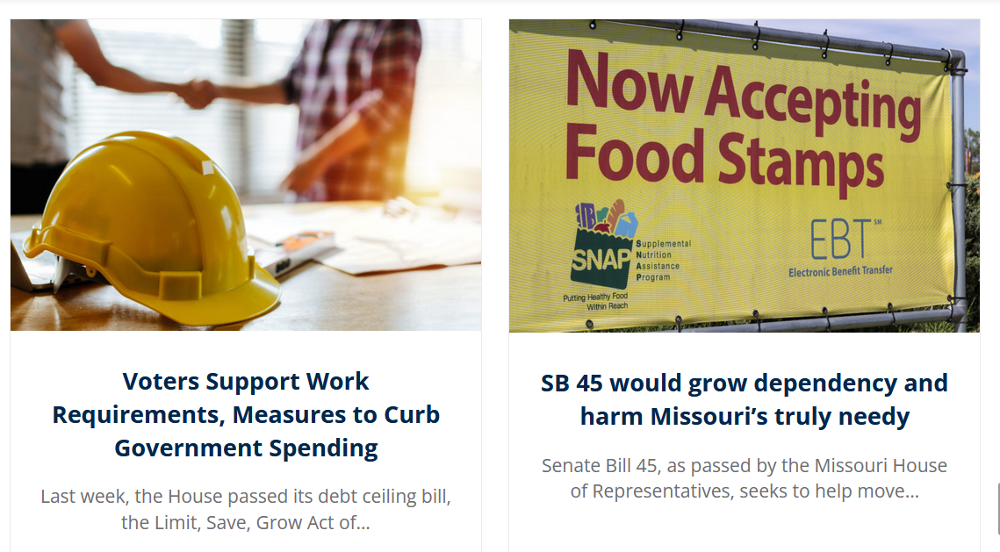 Now Accepting
Food Stamps
SNAP
Supplemental
Nutrition
Assistance
Program
Putting Healthy Food
Within Reach
EBT SM
Electronic Benefit Transfer
Voters Support Work
Requirements, Measures to Curb
Government Spending
Last week, the House passed its debt ceiling bill,
the Limit, Save, Grow Act of...
SB 45 would grow dependency and
harm Missouri’s truly needy
Senate Bill 45, as passed by the Missouri House
of Representatives, seeks to help move...